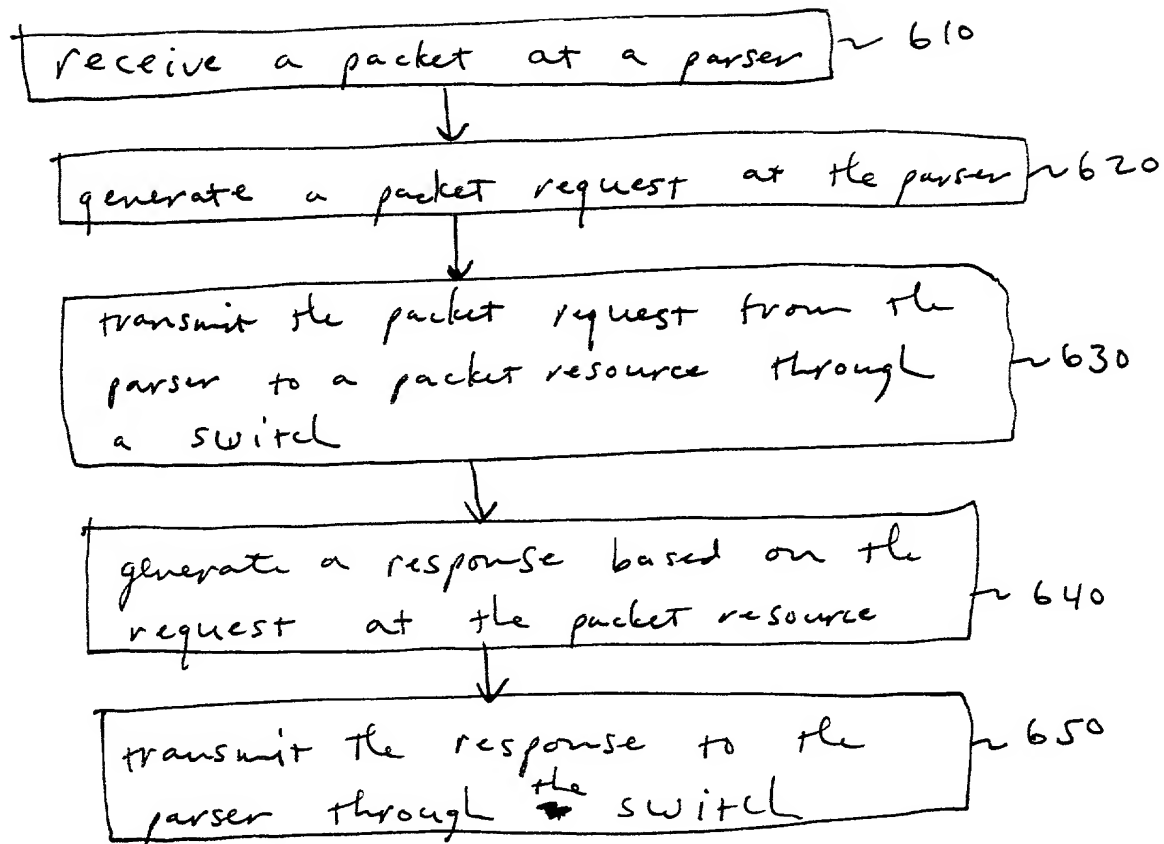 receive a packet at a parser ~ 610
generate a packet request at the parser ~ 620
transmit the packet request from the
parser to a packet resource through ~ 630
a switch
generate a response based on the
request at the packet resource ~ 640
transmit the response to the ~ 650
parser through the switch